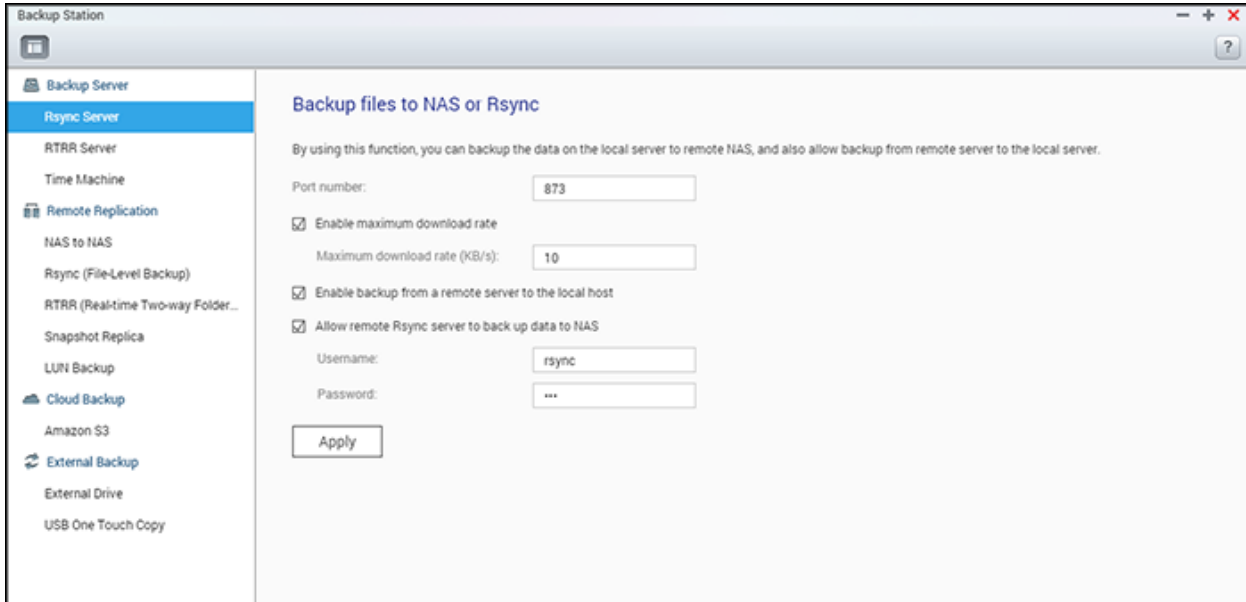 Backup Station
?
Backup Server
Rsync Server
RTRR Server
Time Machine
Remote Replication
NAS to NAS
Rsync (File-Level Backup)
RTRR (Real-time Two-way Folder...
Snapshot Replica
LUN Backup
Cloud Backup
Amazon S3
External Backup
External Drive
USB One Touch Copy
Backup files to NAS or Rsync
By using this function, you can backup the data on the local server to remote NAS, and also allow backup from remote server to the local server.
Port number: 873
Enable maximum download rate
Maximum download rate (KB/s): 10
Enable backup from a remote server to the local host
Allow remote Rsync server to back up data to NAS
Username: rsync
Password: •••
Apply